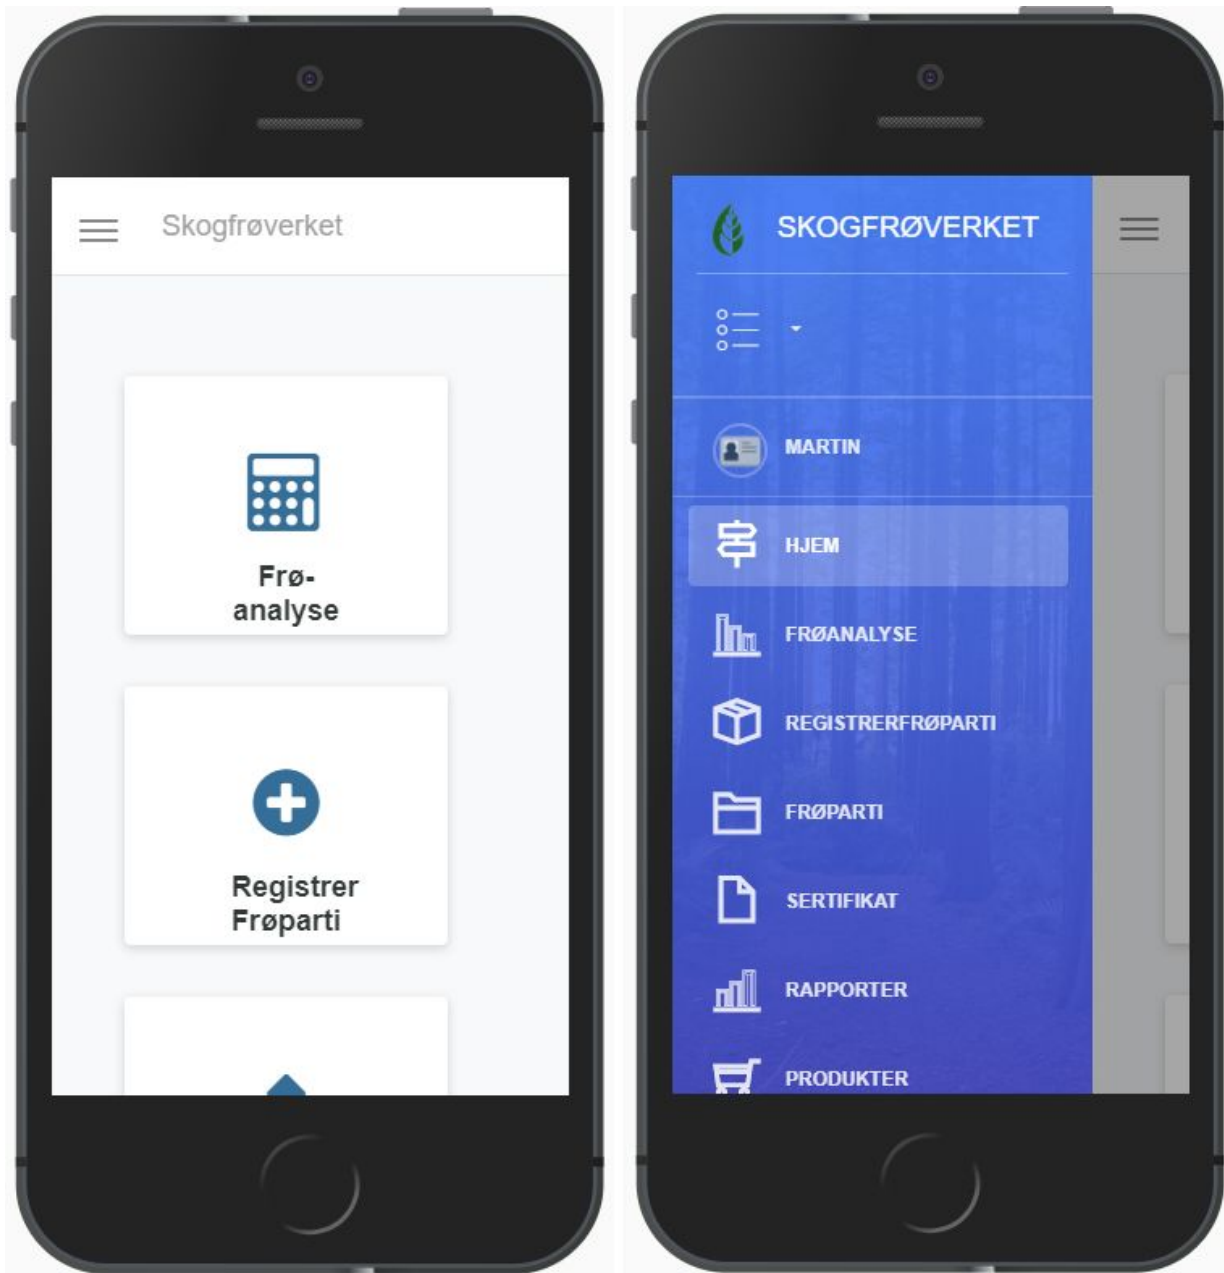 Skogfrøverket
Frø-
analyse
Registrer
Frøparti
SKOGFRØVERKET
MARTIN
HJEM
FRØANALYSE
REGISTRERFRØPARTI
FRØPARTI
SERTIFIKAT
RAPPORTER
PRODUKTER